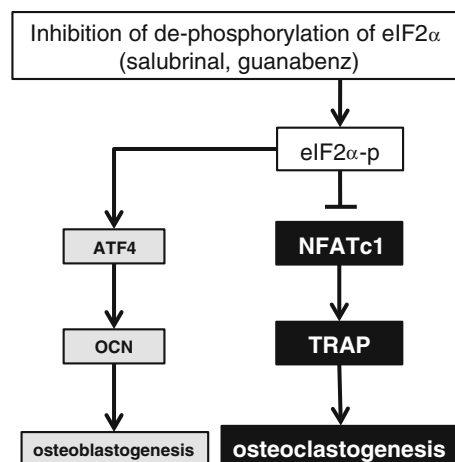 Inhibition of de-phosphorylation of eIF2α
(salubrinal, guanabenz)
eIF2α-p
ATF4
NFATc1
OCN
TRAP
osteoblastogenesis
osteoclastogenesis